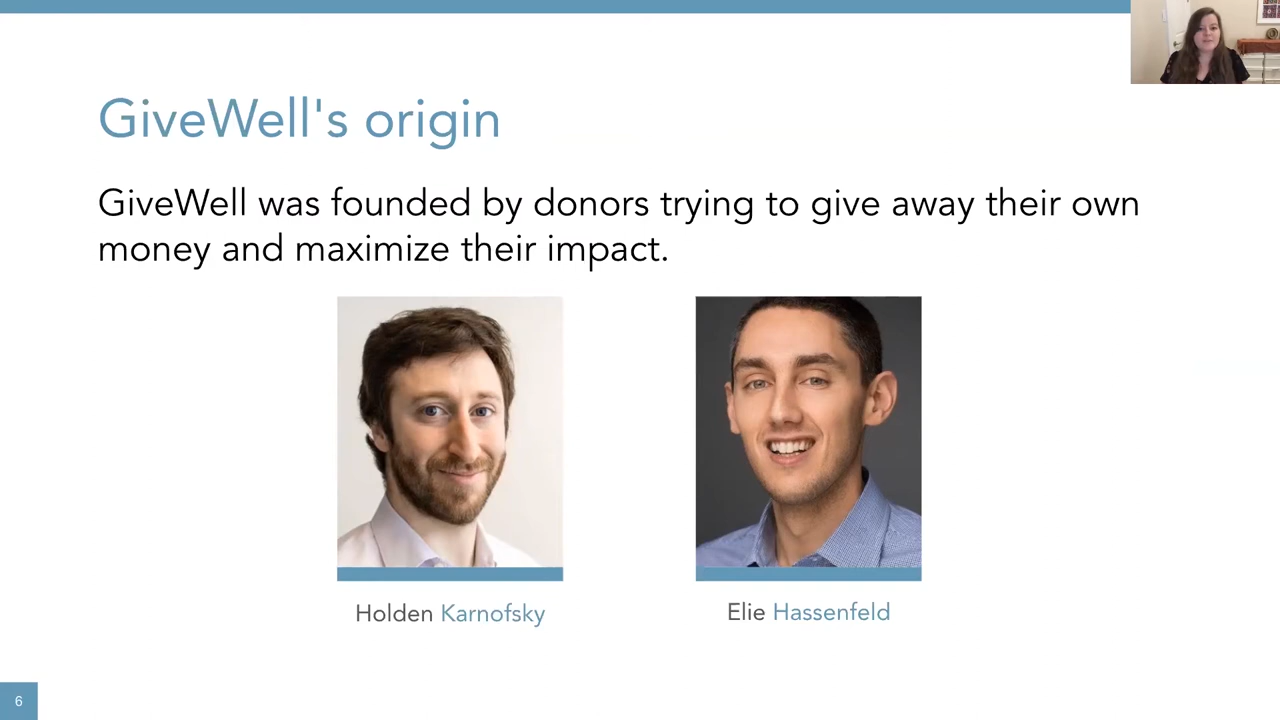 GiveWell's origin
GiveWell was founded by donors trying to give away their own
money and maximize their impact.
Holden Karnofsky
Elie Hassenfeld
6